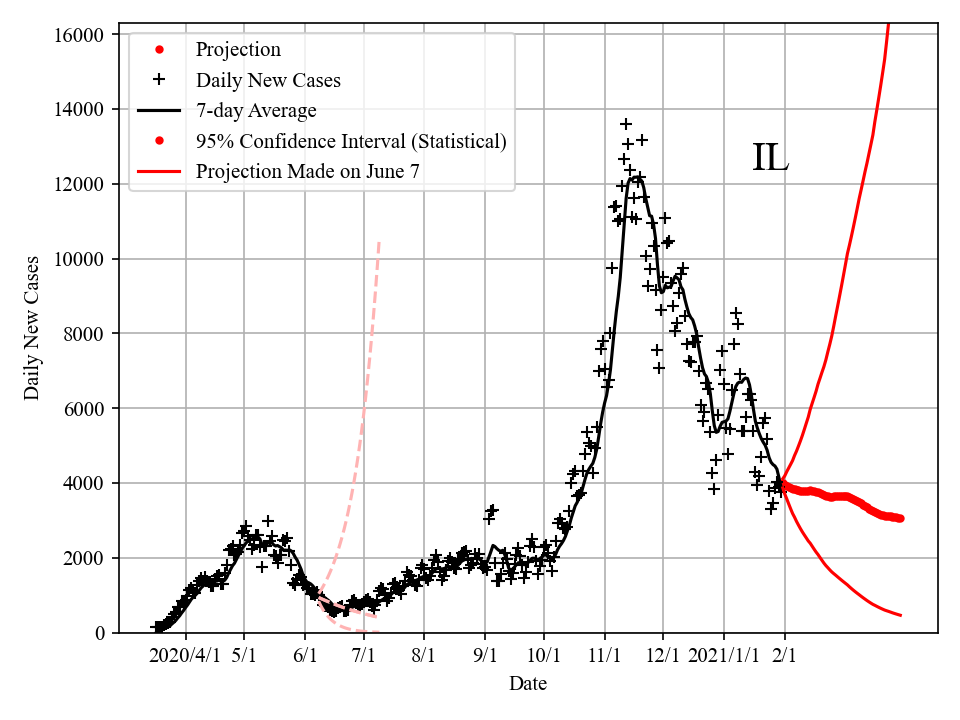 16000
14000
12000
10000
8000
6000
4000
2000
0
Daily New Cases
Projection
Daily New Cases
7-day Average
95% Confidence Interval (Statistical)
Projection Made on June 7
IL
2020/4/1 5/1 6/1 7/1 8/1 9/1 10/1 11/1 12/1 2021/1/1 2/1
Date